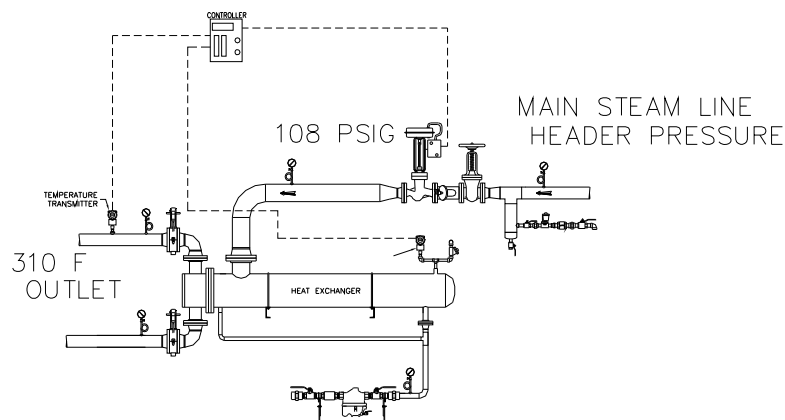 CONTROLLER
MAIN STEAM LINE
HEADER PRESSURE
108 PSIG
TEMPERATURE
TRANSMITTER
310 F
OUTLET
HEAT EXCHANGER